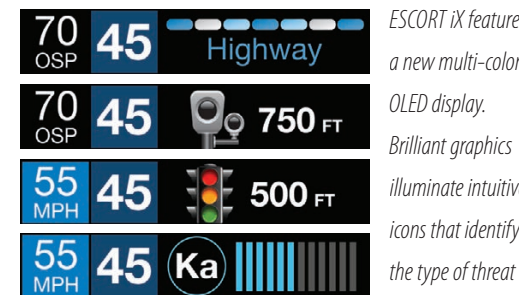 70 OSP 45 Highway
70 OSP 45 750 FT
55 MPH 45 500 FT
55 MPH 45 Ka
ESCORT iX feature
a new multi-color
OLED display.
Brilliant graphics
illuminate intuitive
icons that identify
the type of threat